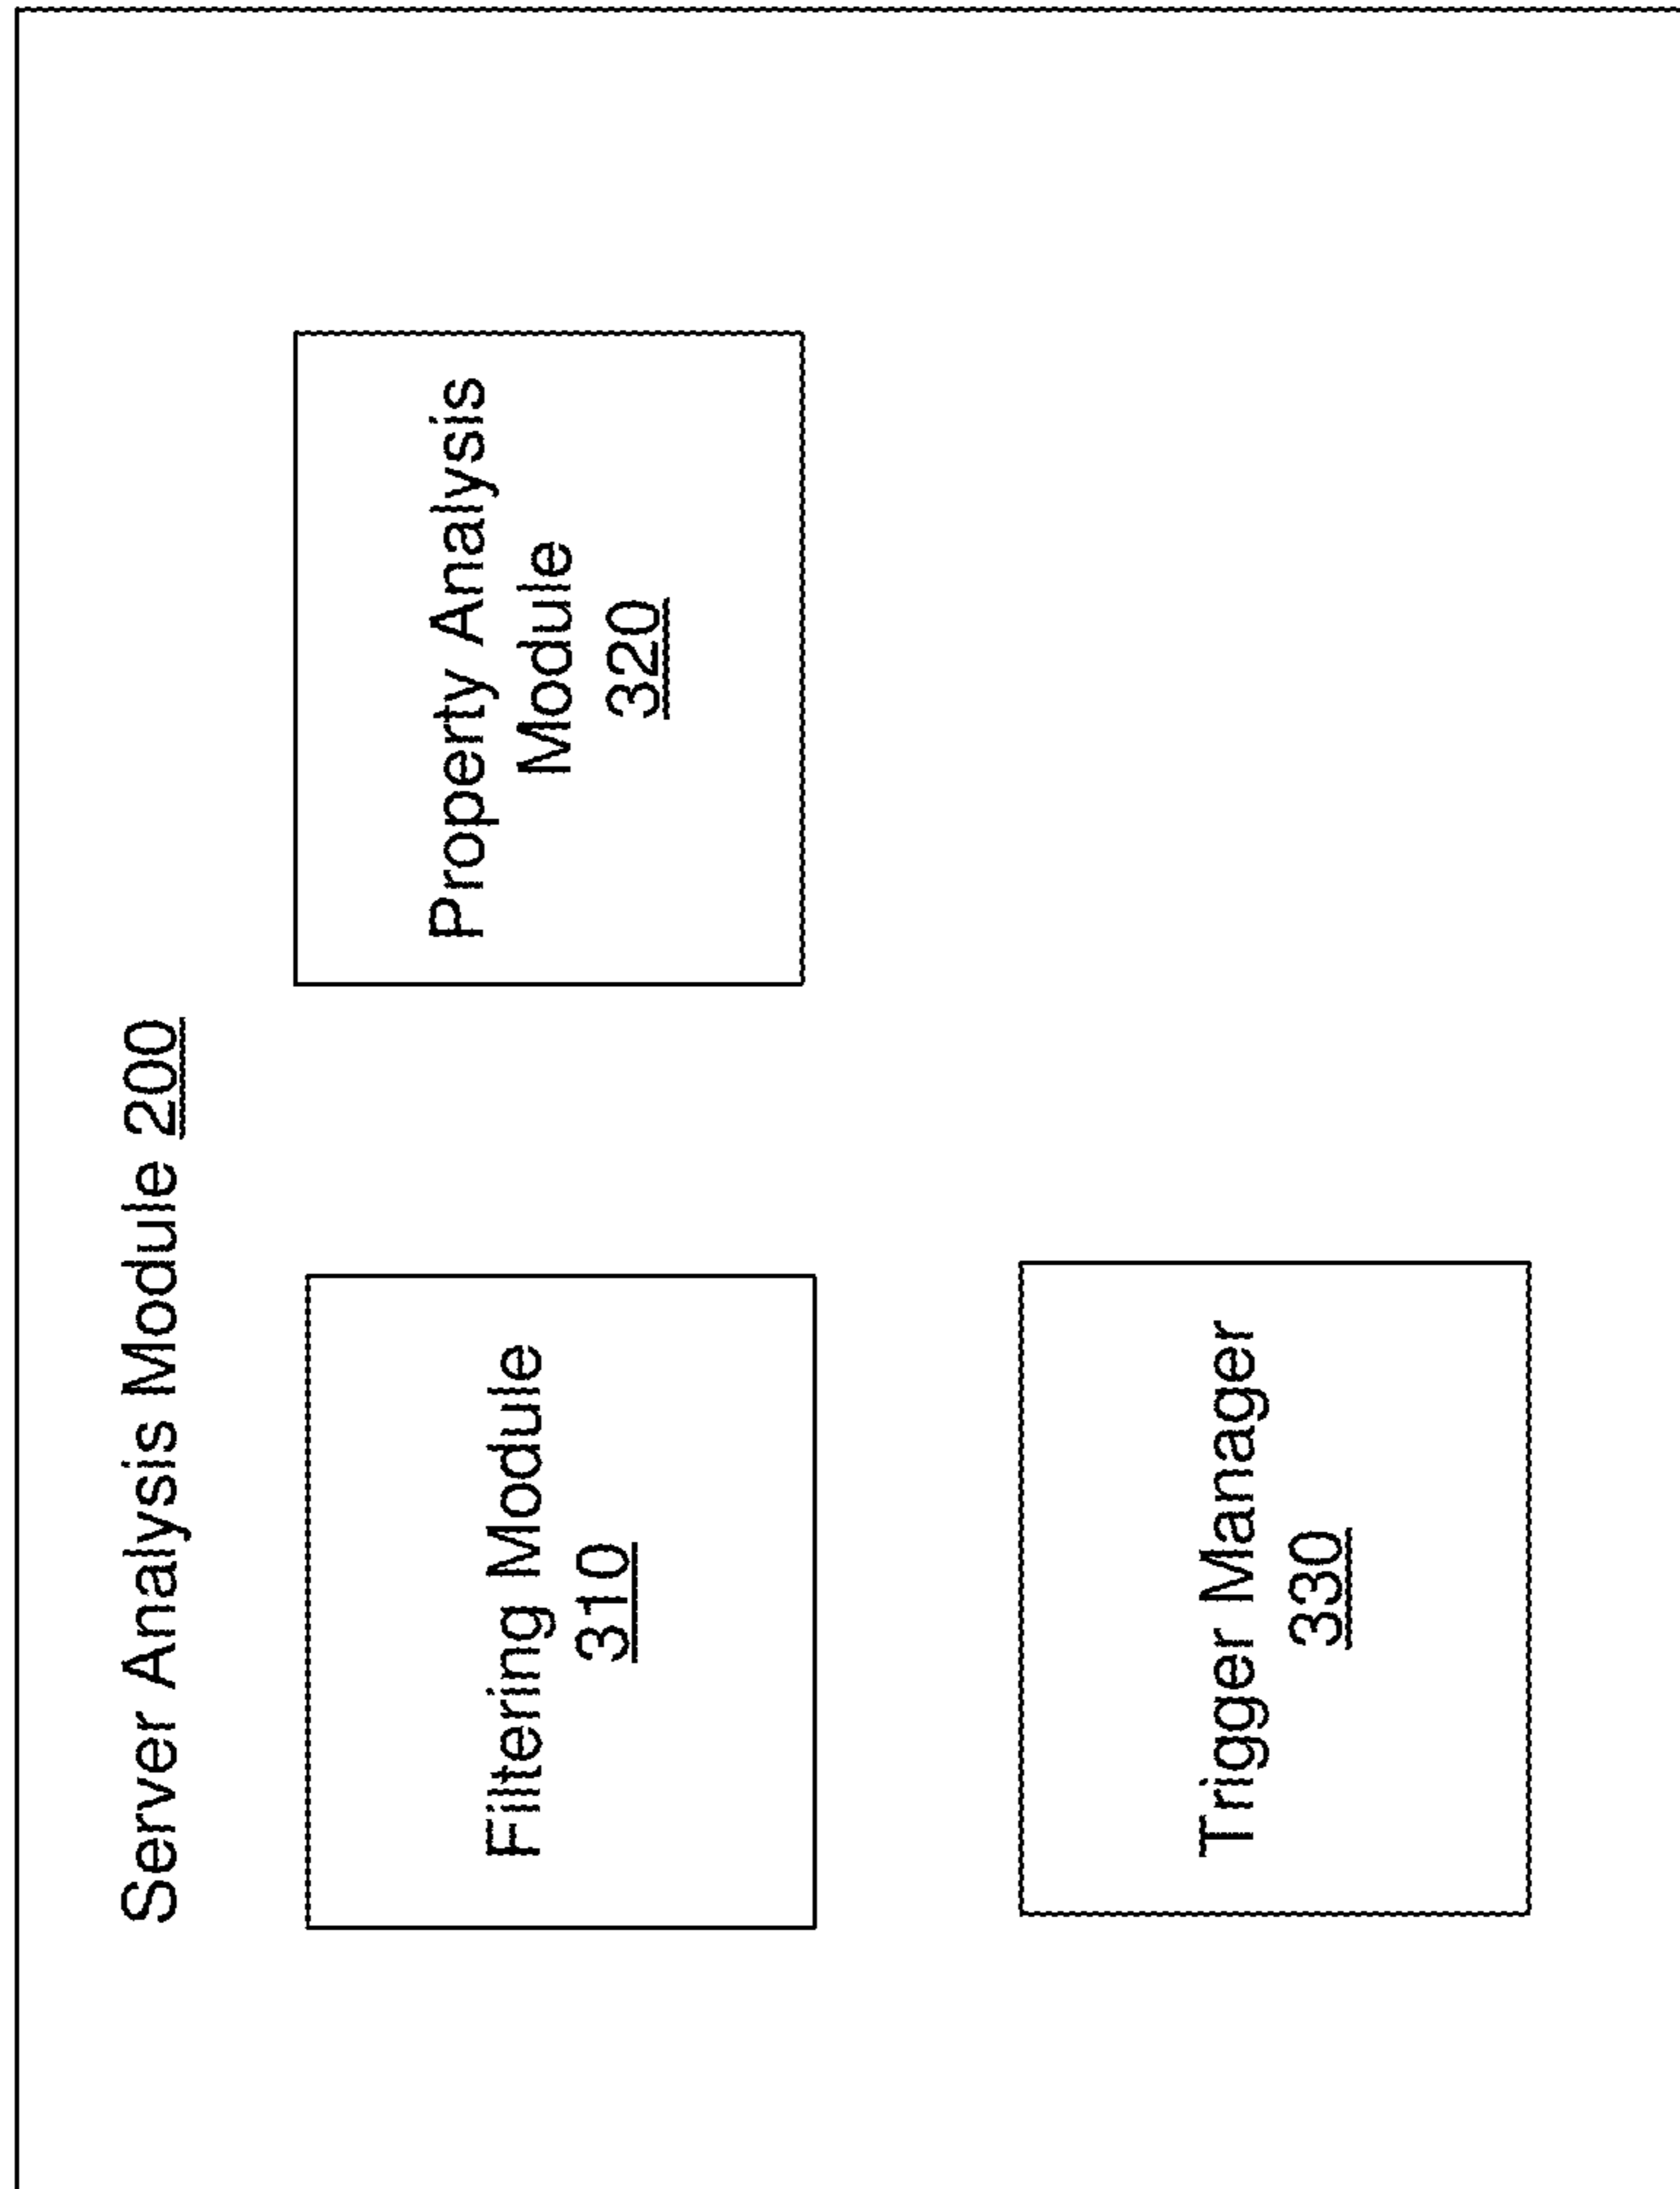 Server Analysis Module 200
Filtering Module
310
Property Analysis
Module
320
Trigger Manager
330